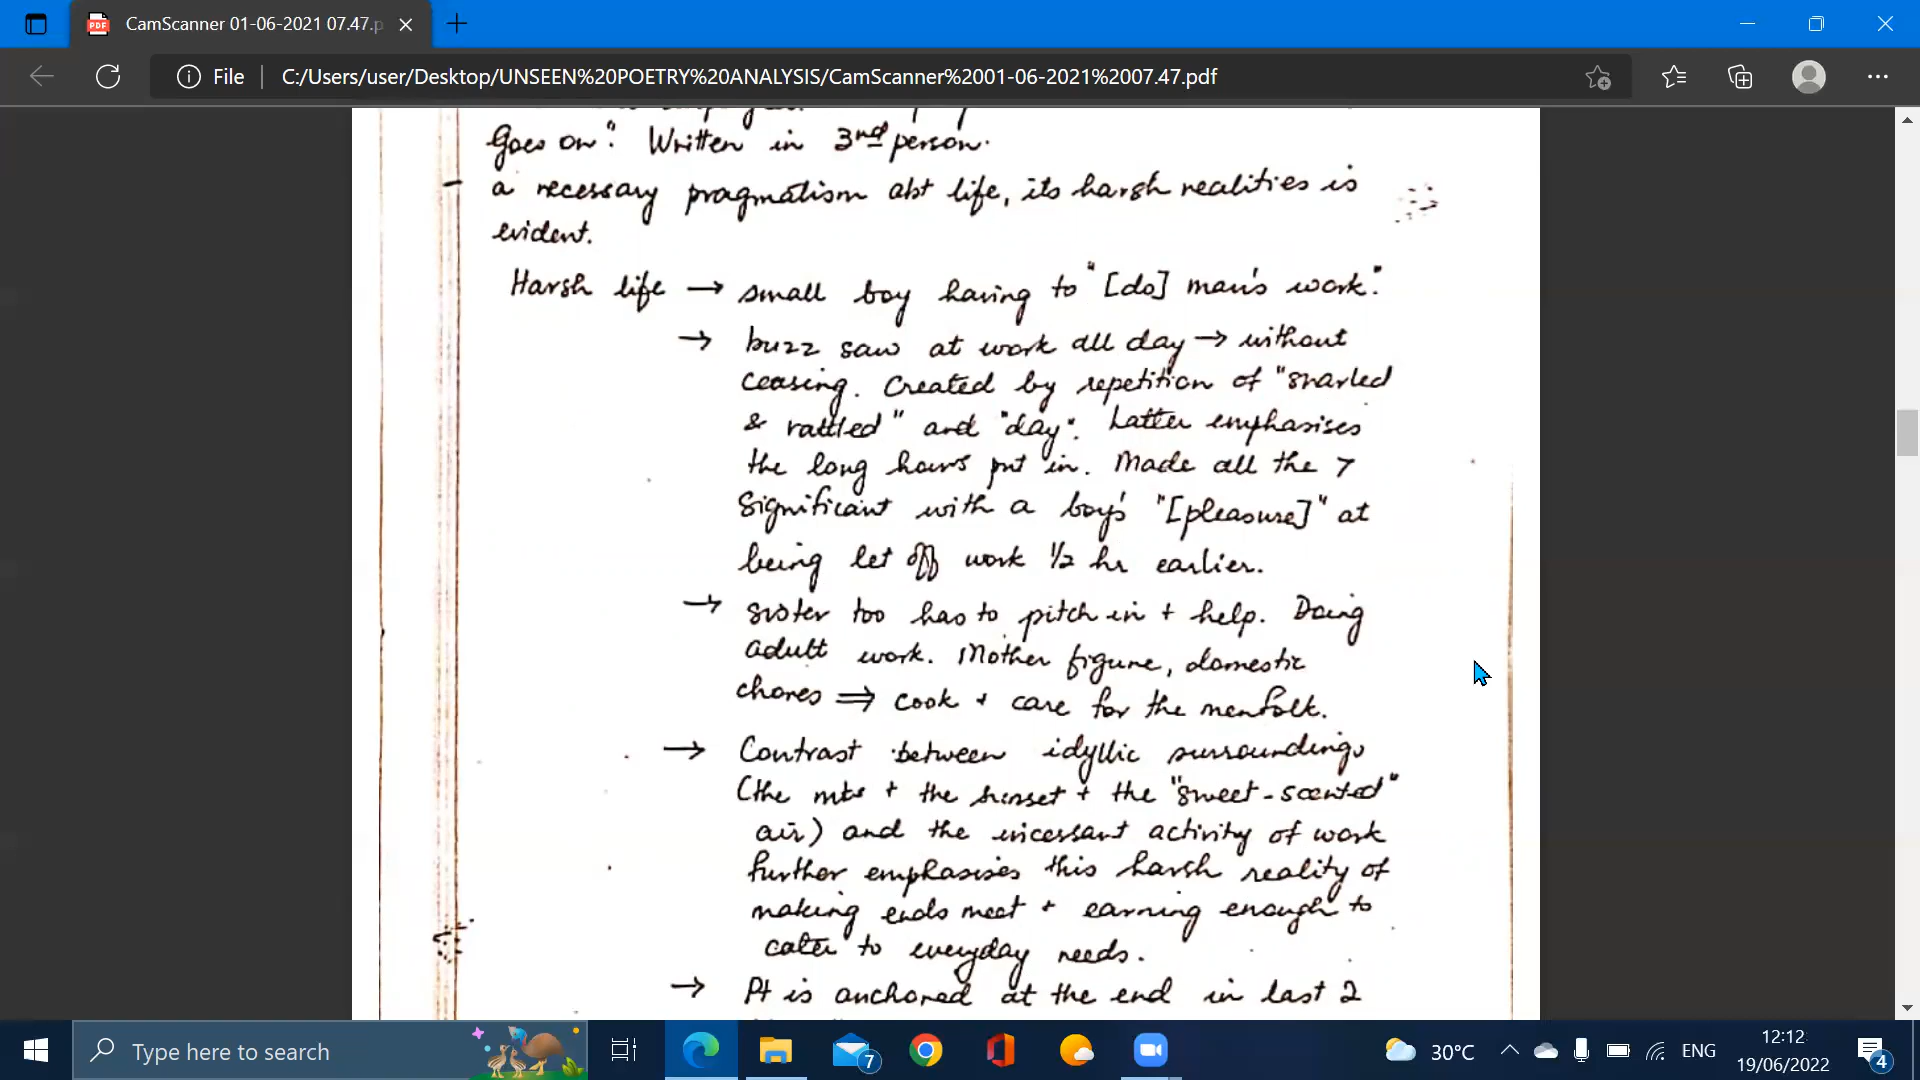 CamScanner 01-06-2021 07.47.p
File
C:/Users/user/Desktop/UNSEEN%20POETRY%20ANALYSIS/CamScanner%2001-06-2021%2007.47.pdf
Goes on". Written in 3rd person.
– a necessary pragmatism abt life, its harsh realities is
evident.
Harsh life → small boy having to "[do] man's work".
→ buzz saw at work all day → without
ceasing. Created by repetition of "snarled
& rattled" and "day". Latter emphasises
the long hours put in. Made all the >
significant with a boy's "[pleasure]" at
being let off work 1/2 hr earlier.
→ sister too has to pitch in + help. Doing
adult work. Mother figure, domestic
chores ⇒ cook + care for the menfolk.
→ Contrast between idyllic surroundings
(the mts + the sunset + the "sweet-scented"
air) and the incessant activity of work
further emphasises this harsh reality of
making ends meet + earning enough to
cater to everyday needs.
→ Pt is anchored at the end in last 2
Type here to search
7
30°C
ENG
12:12
19/06/2022
4